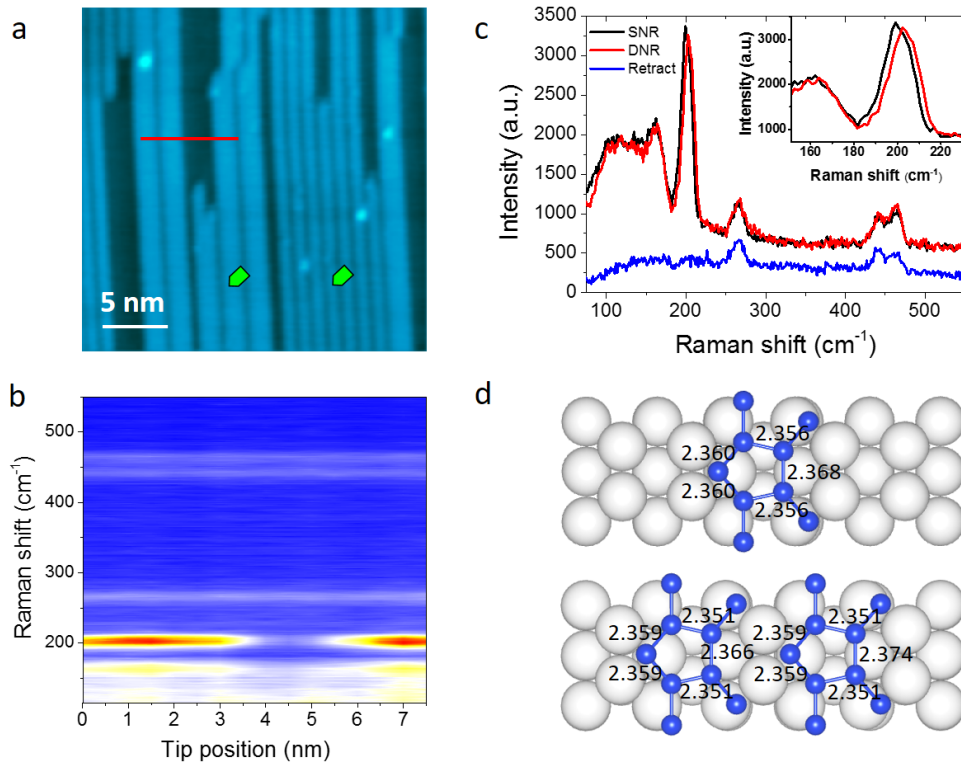 a
5 nm
b
Raman shift (cm-1)
500
400
300
200
0 1 2 3 4 5 6 7
Tip position (nm)
c
Intensity (a.u.)
3500
3000
2500
2000
1500
1000
500
0
SNR
DNR
Retract
100 200 300 400 500
Raman shift (cm-1)
Intensity (a.u.)
3000
2000
1000
160 180 200 220
Raman shift (cm-1)
d
2.356
2.360
2.368
2.360
2.356
2.351 2.351
2.359 2.359
2.366 2.374
2.359 2.359
2.351 2.351